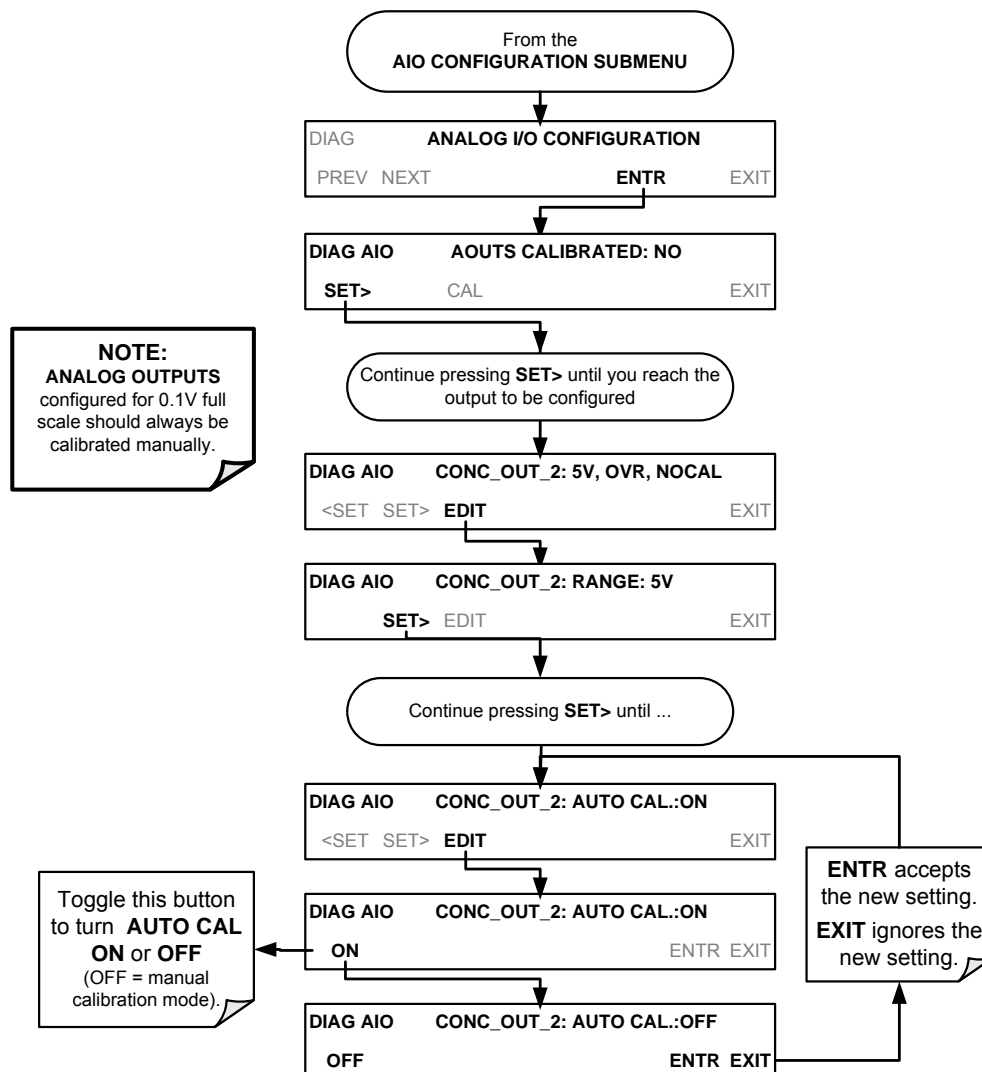 From the
AIO CONFIGURATION SUBMENU
DIAG ANALOG I/O CONFIGURATION
PREV NEXT ENTR EXIT
DIAG AIO AOUTS CALIBRATED: NO
SET> CAL EXIT
NOTE:
ANALOG OUTPUTS
configured for 0.1V full
scale should always be
calibrated manually.
Continue pressing SET> until you reach the
output to be configured
DIAG AIO CONC_OUT_2: 5V, OVR, NOCAL
<SET SET> EDIT EXIT
DIAG AIO CONC_OUT_2: RANGE: 5V
SET> EDIT EXIT
Continue pressing SET> until ...
DIAG AIO CONC_OUT_2: AUTO CAL.:ON
<SET SET> EDIT EXIT
Toggle this button
to turn AUTO CAL
ON or OFF
(OFF = manual
calibration mode).
DIAG AIO CONC_OUT_2: AUTO CAL.:ON
ON ENTR EXIT
ENTR accepts
the new setting.
EXIT ignores the
new setting.
DIAG AIO CONC_OUT_2: AUTO CAL.:OFF
OFF ENTR EXIT